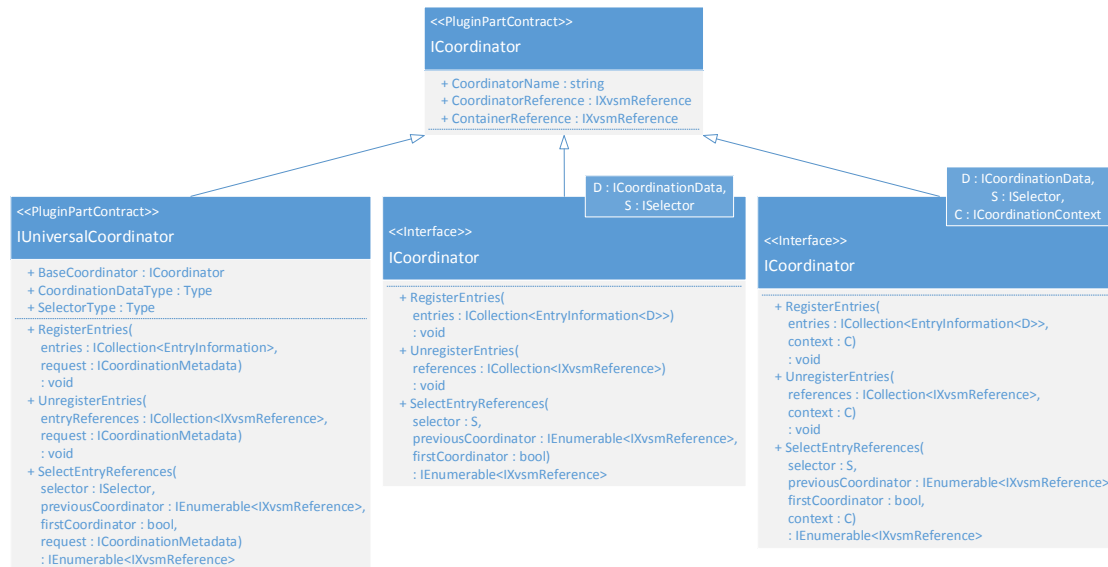 <<PluginPartContract>>
ICoordinator
+ CoordinatorName : string
+ CoordinatorReference : IXvsmReference
+ ContainerReference : IXvsmReference
<<PluginPartContract>>
IUniversalCoordinator
+ BaseCoordinator : ICoordinator
+ CoordinationDataType : Type
+ SelectorType : Type
+ RegisterEntries(
entries : ICollection<EntryInformation>,
request : ICoordinationMetadata)
: void
+ UnregisterEntries(
entryReferences : ICollection<IXvsmReference>,
request : ICoordinationMetadata)
: void
+ SelectEntryReferences(
selector : ISelector,
previousCoordinator : IEnumerable<IXvsmReference>,
firstCoordinator : bool,
request : ICoordinationMetadata)
: IEnumerable<IXvsmReference>
D : ICoordinationData,
S : ISelector
<<Interface>>
ICoordinator
+ RegisterEntries(
entries : ICollection<EntryInformation<D>>)
: void
+ UnregisterEntries(
references : ICollection<IXvsmReference>)
: void
+ SelectEntryReferences(
selector : S,
previousCoordinator : IEnumerable<IXvsmReference>,
firstCoordinator : bool)
: IEnumerable<IXvsmReference>
D : ICoordinationData,
S : ISelector,
C : ICoordinationContext
<<Interface>>
ICoordinator
+ RegisterEntries(
entries : ICollection<EntryInformation<D>>,
context : C)
: void
+ UnregisterEntries(
references : ICollection<IXvsmReference>,
context : C)
: void
+ SelectEntryReferences(
selector : S,
previousCoordinator : IEnumerable<IXvsmReference>
firstCoordinator : bool,
context : C)
: IEnumerable<IXvsmReference>